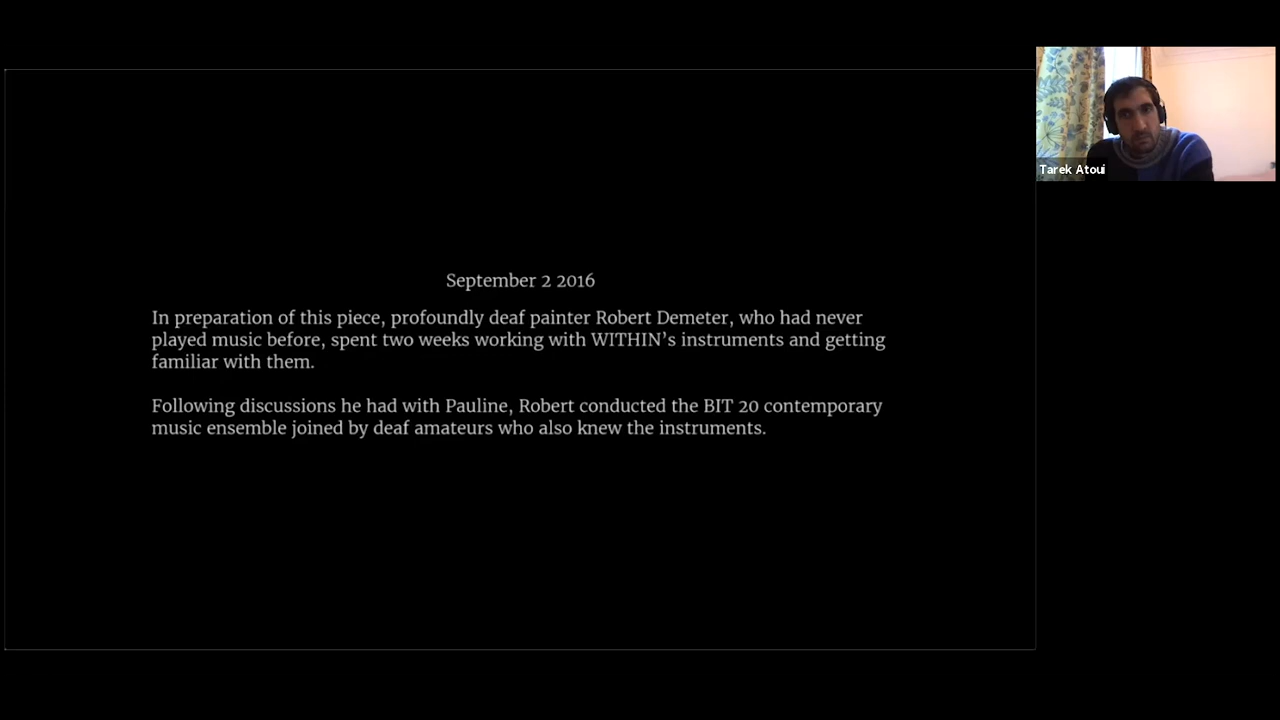 September 2 2016
In preparation of this piece, profoundly deaf painter Robert Demeter, who had never
played music before, spent two weeks working with WITHIN’s instruments and getting
familiar with them.
Following discussions he had with Pauline, Robert conducted the BIT 20 contemporary
music ensemble joined by deaf amateurs who also knew the instruments.
Tarek Atoui